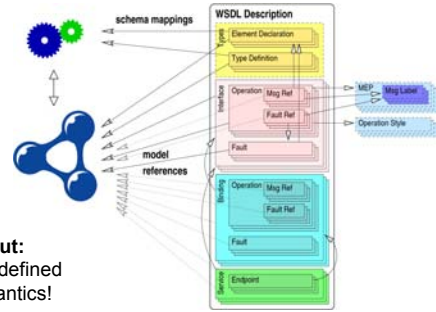 schema mappings
WSDL Description
Types
Element Declaration
Type Definition
Interface
Operation
Msg Ref
Fault Ref
Fault
MEP
Msg Label
Operation Style
model
references
Binding
Operation
Msg Ref
Fault Ref
Fault
Service
Endpoint
ut:
defined
antics!